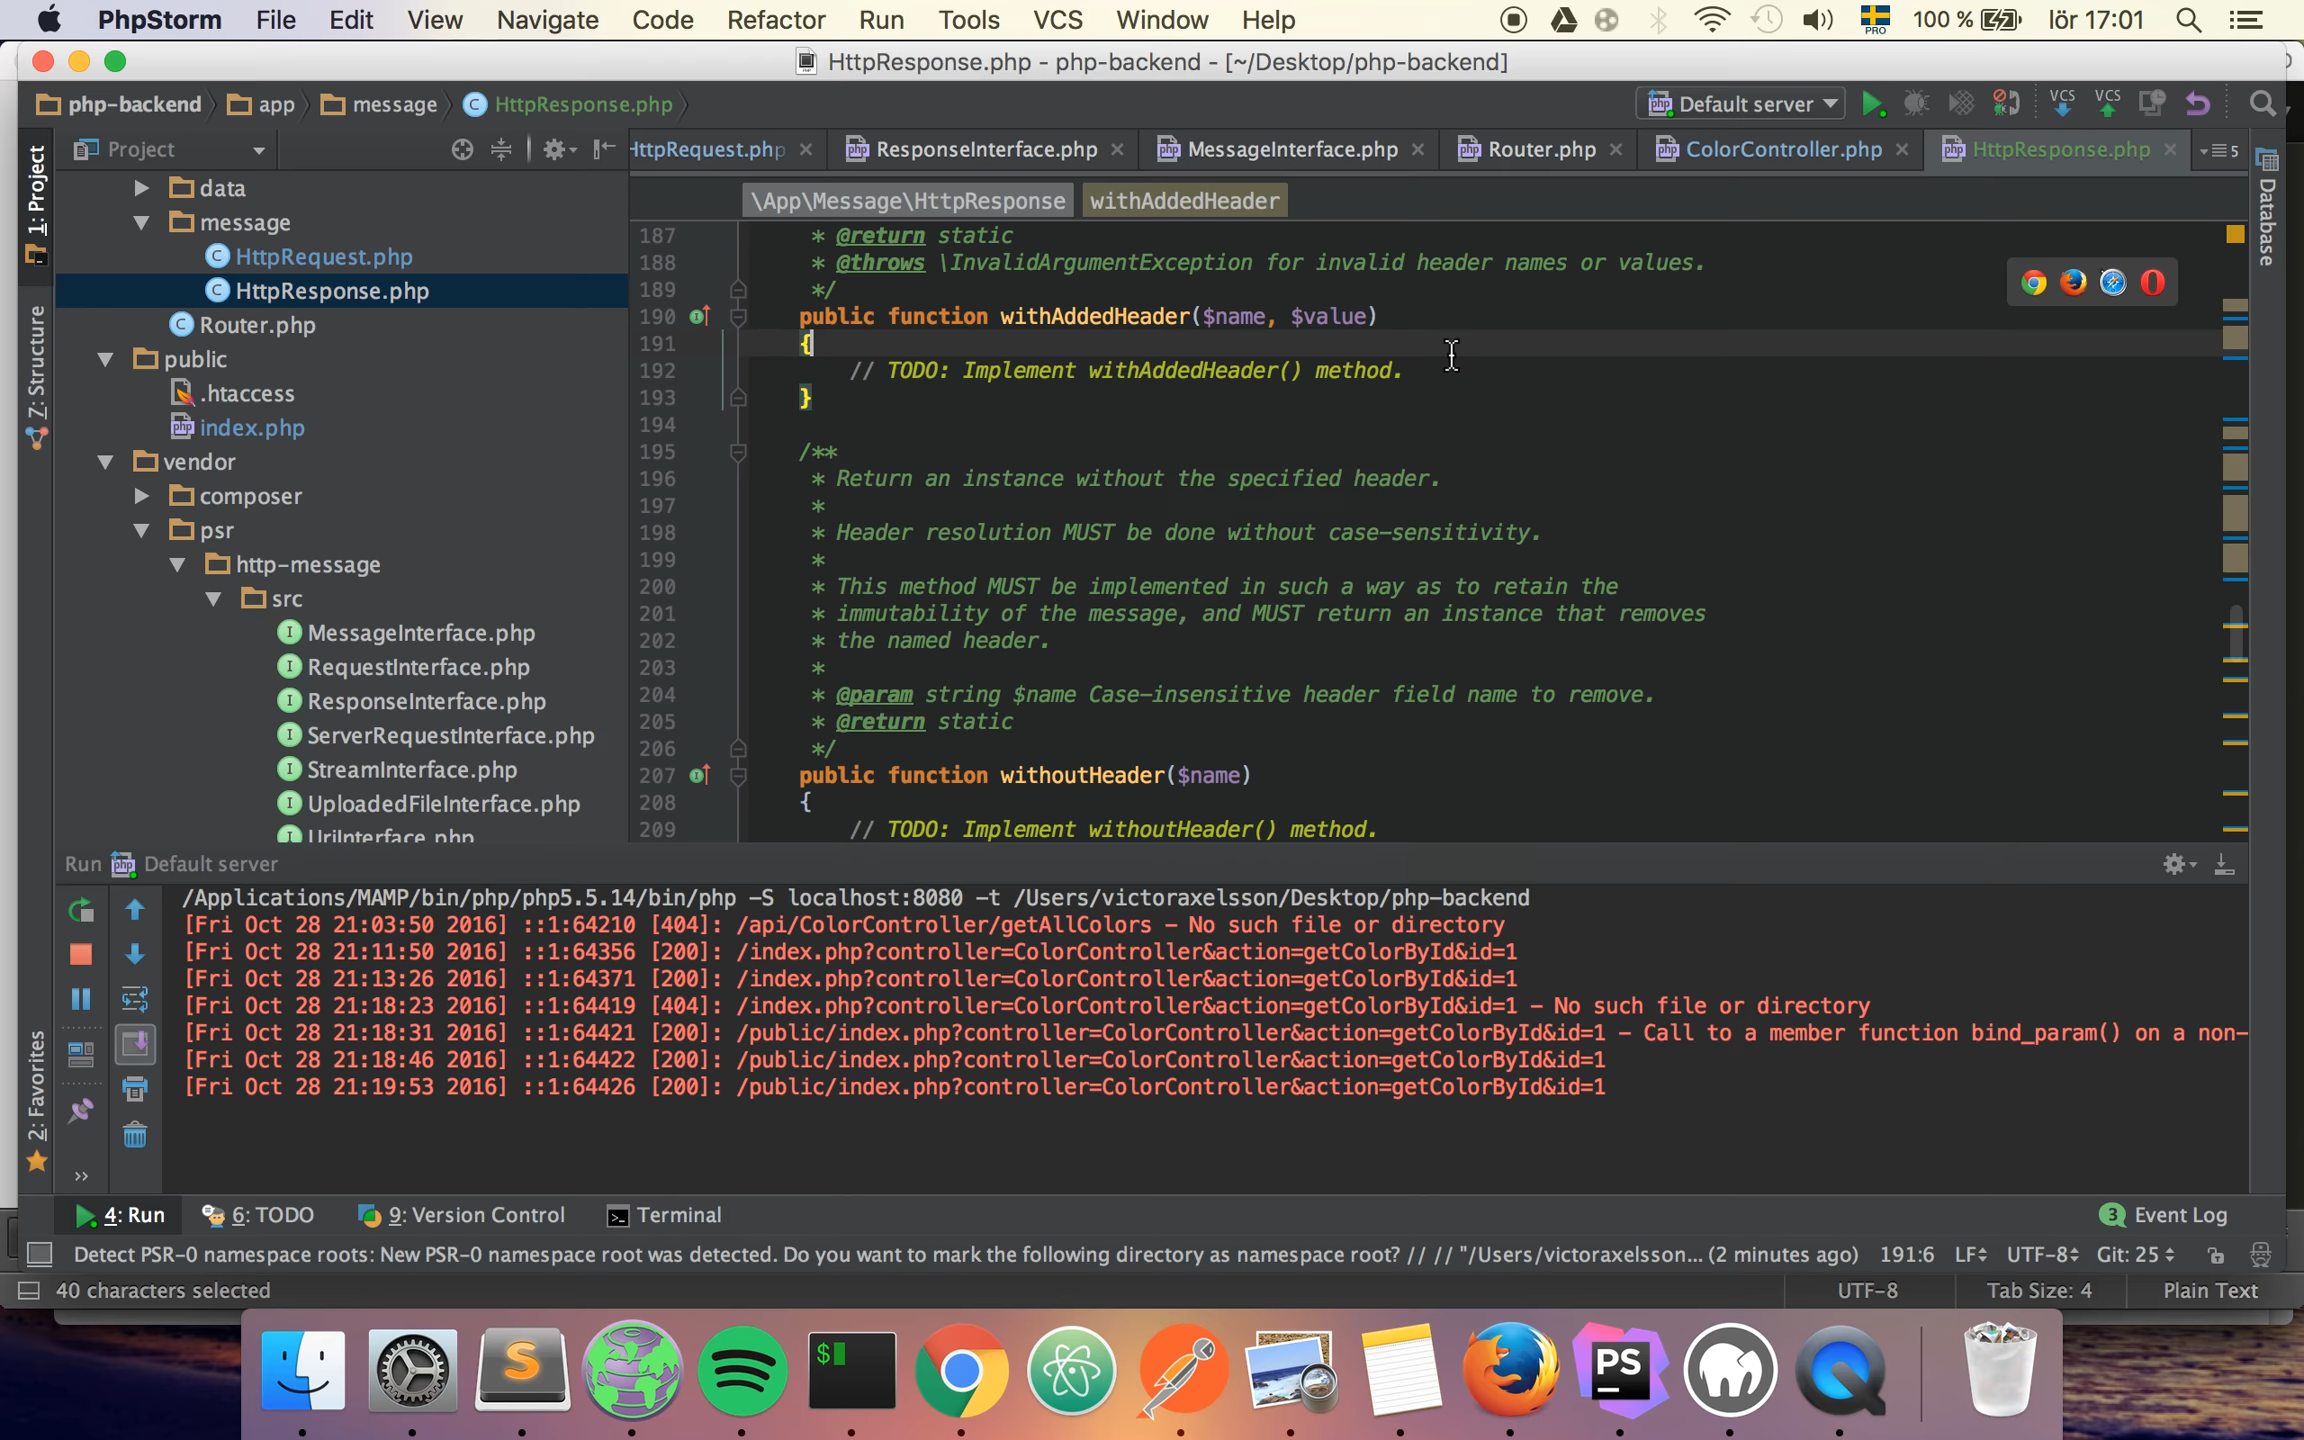 PhpStorm File Edit View Navigate Code Refactor Run Tools VCS Window Help PRO 100 % lör 17:01
HttpResponse.php - php-backend - [~/Desktop/php-backend]
php-backend app message HttpResponse.php Default server VCS VCS
1: Project
Z: Structure
2: Favorites
Database
Project
HttpRequest.php ResponseInterface.php MessageInterface.php Router.php ColorController.php HttpResponse.php 5
\App\Message\HttpResponse withAddedHeader
data
message
HttpRequest.php
HttpResponse.php
Router.php
public
.htaccess
index.php
vendor
composer
psr
http-message
src
MessageInterface.php
RequestInterface.php
ResponseInterface.php
ServerRequestInterface.php
StreamInterface.php
UploadedFileInterface.php
UriInterface.php
187 * @return static
188 * @throws \InvalidArgumentException for invalid header names or values.
189 */
190 public function withAddedHeader($name, $value)
191 {
192 // TODO: Implement withAddedHeader() method.
193 }
194
195 /**
196 * Return an instance without the specified header.
197 *
198 * Header resolution MUST be done without case-sensitivity.
199 *
200 * This method MUST be implemented in such a way as to retain the
201 * immutability of the message, and MUST return an instance that removes
202 * the named header.
203 *
204 * @param string $name Case-insensitive header field name to remove.
205 * @return static
206 */
207 public function withoutHeader($name)
208 {
209 // TODO: Implement withoutHeader() method.
Run Default server
/Applications/MAMP/bin/php/php5.5.14/bin/php -S localhost:8080 -t /Users/victoraxelsson/Desktop/php-backend
[Fri Oct 28 21:03:50 2016] ::1:64210 [404]: /api/ColorController/getAllColors - No such file or directory
[Fri Oct 28 21:11:50 2016] ::1:64356 [200]: /index.php?controller=ColorController&action=getColorById&id=1
[Fri Oct 28 21:13:26 2016] ::1:64371 [200]: /index.php?controller=ColorController&action=getColorById&id=1
[Fri Oct 28 21:18:23 2016] ::1:64419 [404]: /index.php?controller=ColorController&action=getColorById&id=1 - No such file or directory
[Fri Oct 28 21:18:31 2016] ::1:64421 [200]: /public/index.php?controller=ColorController&action=getColorById&id=1 - Call to a member function bind_param() on a non-
[Fri Oct 28 21:18:46 2016] ::1:64422 [200]: /public/index.php?controller=ColorController&action=getColorById&id=1
[Fri Oct 28 21:19:53 2016] ::1:64426 [200]: /public/index.php?controller=ColorController&action=getColorById&id=1
4: Run 6: TODO 9: Version Control Terminal 3 Event Log
Detect PSR-0 namespace roots: New PSR-0 namespace root was detected. Do you want to mark the following directory as namespace root? // // "/Users/victoraxelsson... (2 minutes ago) 191:6 LF UTF-8 Git: 25
40 characters selected UTF-8 Tab Size: 4 Plain Text
S $ PS